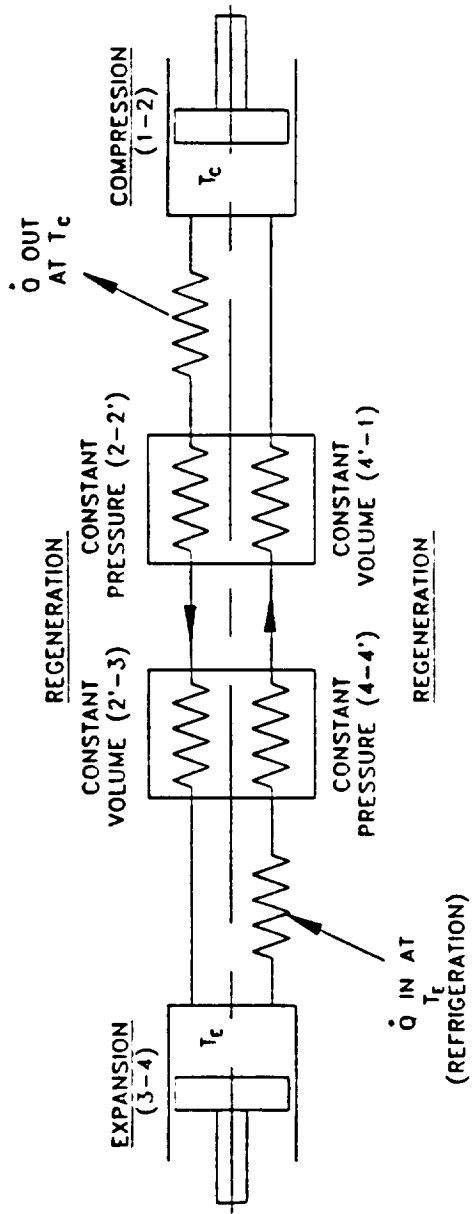 EXPANSION
(3-4)
T_E
Q̇ IN AT
T_E
(REFRIGERATION)
REGENERATION
CONSTANT
VOLUME (2'-3)
CONSTANT
PRESSURE (2-2')
CONSTANT
PRESSURE (4-4')
CONSTANT
VOLUME (4'-1)
REGENERATION
Q̇ OUT
AT T_C
COMPRESSION
(1-2)
T_C